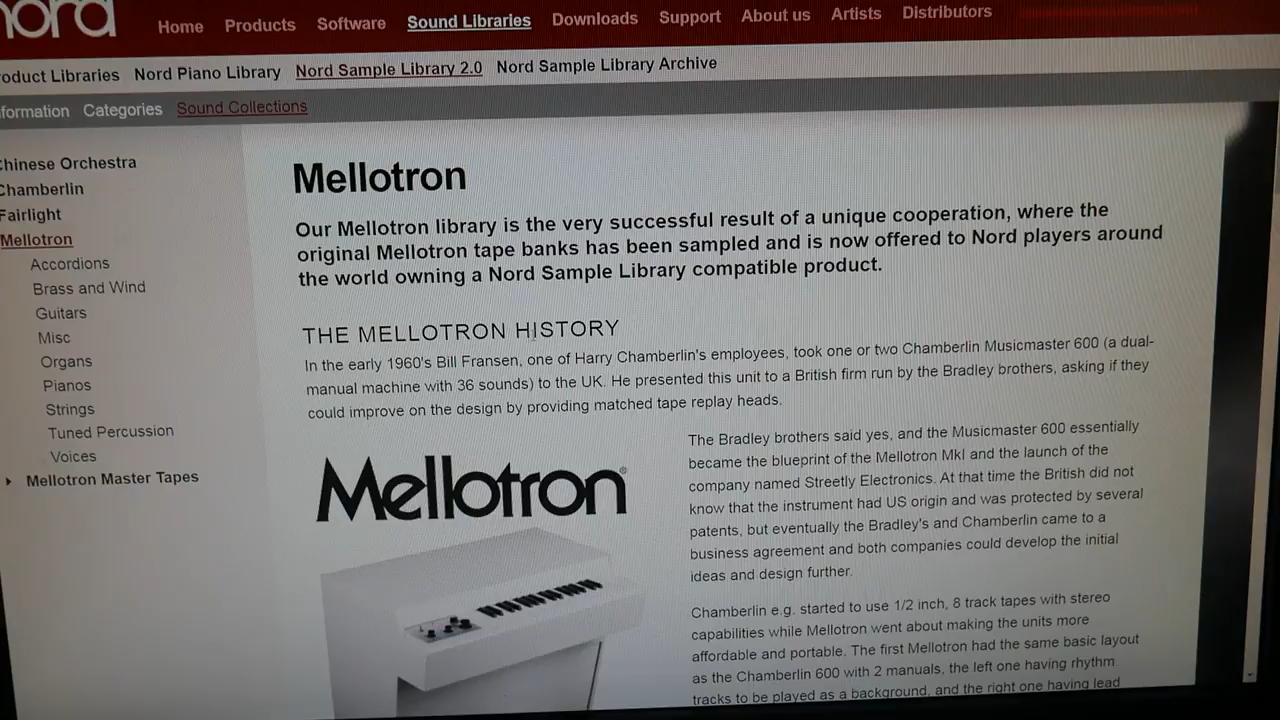 nord
Home Products Software Sound Libraries Downloads Support About us Artists Distributors
oduct Libraries Nord Piano Library Nord Sample Library 2.0 Nord Sample Library Archive
formation Categories Sound Collections
Chinese Orchestra
Chamberlin
Fairlight
Mellotron
Accordions
Brass and Wind
Guitars
Misc
Organs
Pianos
Strings
Tuned Percussion
Voices
Mellotron Master Tapes
Mellotron
Our Mellotron library is the very successful result of a unique cooperation, where the
original Mellotron tape banks has been sampled and is now offered to Nord players around
the world owning a Nord Sample Library compatible product.
THE MELLOTRON HISTORY
In the early 1960's Bill Fransen, one of Harry Chamberlin's employees, took one or two Chamberlin Musicmaster 600 (a dual-
manual machine with 36 sounds) to the UK. He presented this unit to a British firm run by the Bradley brothers, asking if they
could improve on the design by providing matched tape replay heads.
Mellotron®
The Bradley brothers said yes, and the Musicmaster 600 essentially
became the blueprint of the Mellotron MkI and the launch of the
company named Streetly Electronics. At that time the British did not
know that the instrument had US origin and was protected by several
patents, but eventually the Bradley's and Chamberlin came to a
business agreement and both companies could develop the initial
ideas and design further.
Chamberlin e.g. started to use 1/2 inch, 8 track tapes with stereo
capabilities while Mellotron went about making the units more
affordable and portable. The first Mellotron had the same basic layout
as the Chamberlin 600 with 2 manuals, the left one having rhythm
tracks to be played as a background, and the right one having lead